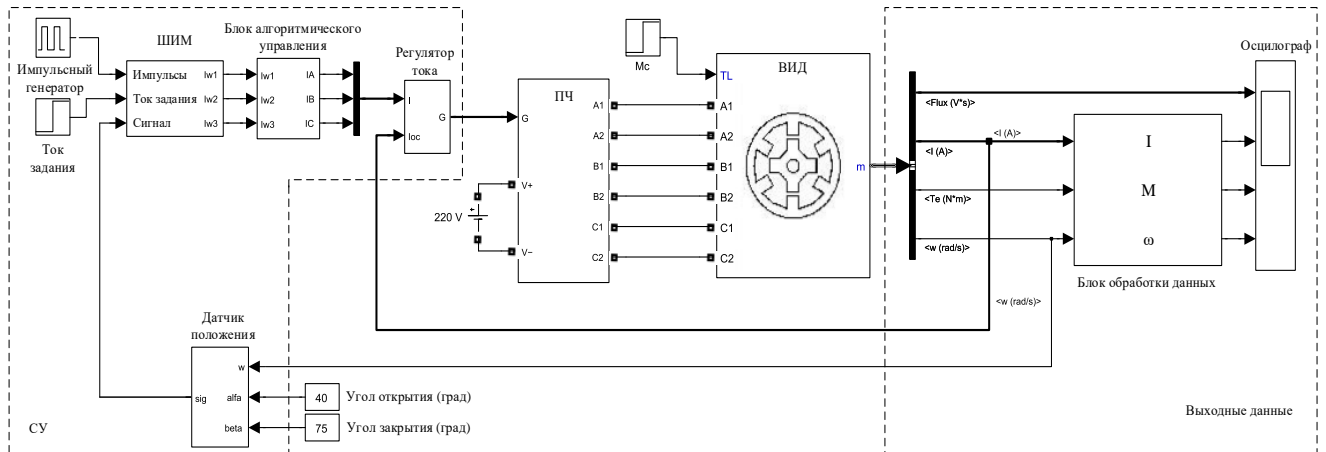 Импульсный
генератор
Ток
задания
ШИМ
Импульсы
Ток задания
Сигнал
Iw1
Iw2
Iw3
Блок алгоритмического
управления
Iw1
Iw2
Iw3
IA
IB
IC
Регулятор
тока
I
Ioc
G
ПЧ
G
V+
V−
220 V
+
A1
A2
B1
B2
C1
C2
Mc
ВИД
TL
A1
A2
B1
B2
C1
C2
m
<Flux (V*s)>
<I (A)>
<Te (N*m)>
<w (rad/s)>
<I (A)>
<w (rad/s)>
I
M
ω
Блок обработки данных
Осцилограф
Датчик
положения
w
sig
alfa
beta
40
Угол открытия (град)
75
Угол закрытия (град)
СУ
Выходные данные